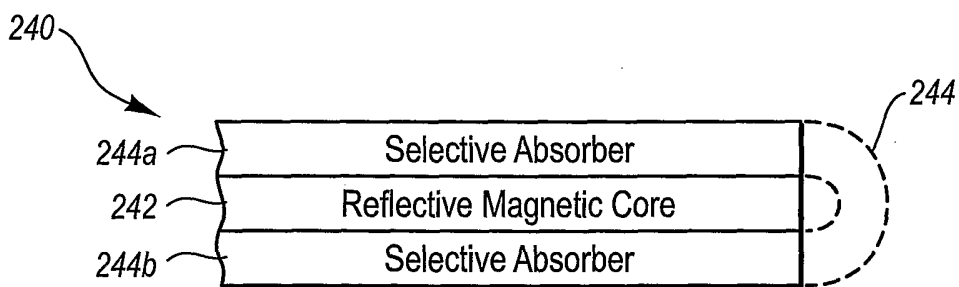 240
244
244a Selective Absorber
242 Reflective Magnetic Core
244b Selective Absorber